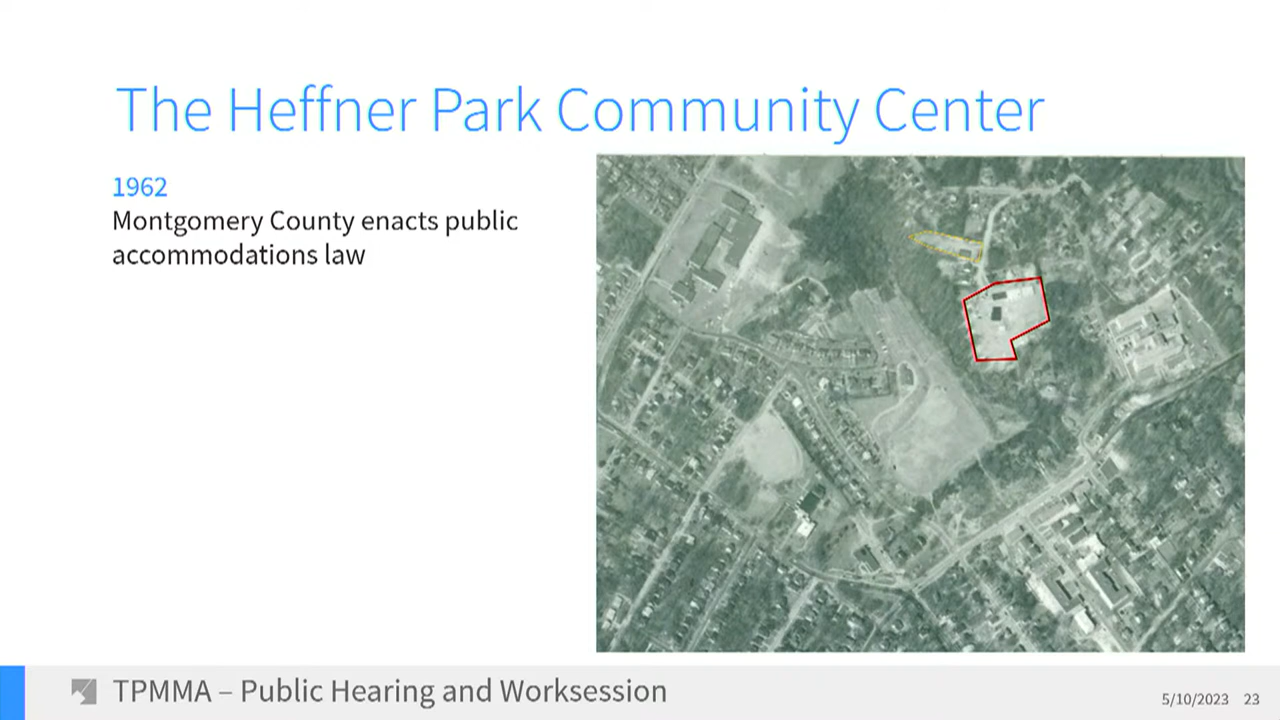 The Heffner Park Community Center
1962
Montgomery County enacts public
accommodations law
TPMMA – Public Hearing and Worksession
5/10/2023 23